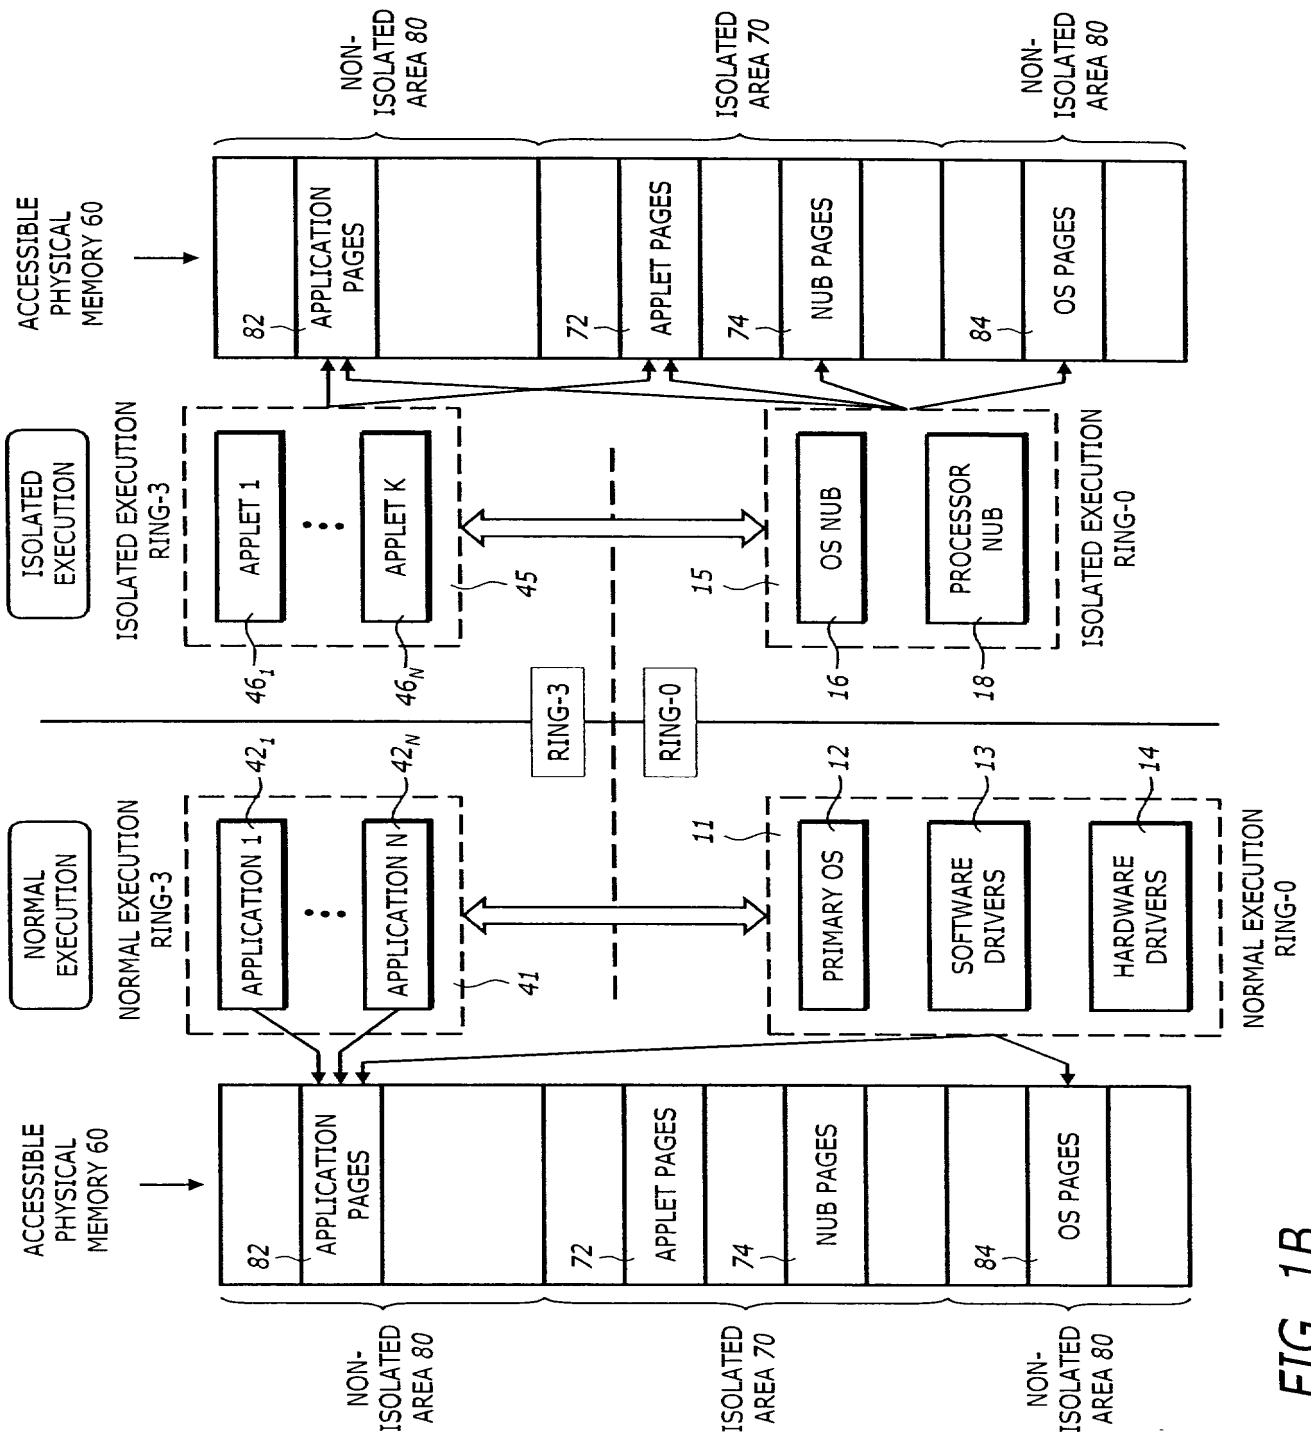 ACCESSIBLE
PHYSICAL
MEMORY 60
NORMAL
EXECUTION
ISOLATED
EXECUTION
ACCESSIBLE
PHYSICAL
MEMORY 60
NON-
ISOLATED
AREA 80
82
APPLICATION
PAGES
NORMAL EXECUTION
RING-3
APPLICATION 1
42₁
APPLICATION N
42N
41
ISOLATED EXECUTION
RING-3
APPLET 1
46₁
APPLET K
46N
45
82
APPLICATION
PAGES
NON-
ISOLATED
AREA 80
RING-3
RING-0
ISOLATED
AREA 70
72
APPLET PAGES
74
NUB PAGES
72
APPLET PAGES
74
NUB PAGES
ISOLATED
AREA 70
11
PRIMARY OS
12
SOFTWARE
DRIVERS
13
HARDWARE
DRIVERS
14
NORMAL EXECUTION
RING-0
15
OS NUB
16
PROCESSOR
NUB
18
ISOLATED EXECUTION
RING-0
NON-
ISOLATED
AREA 80
84
OS PAGES
84
OS PAGES
NON-
ISOLATED
AREA 80
FIG. 1B